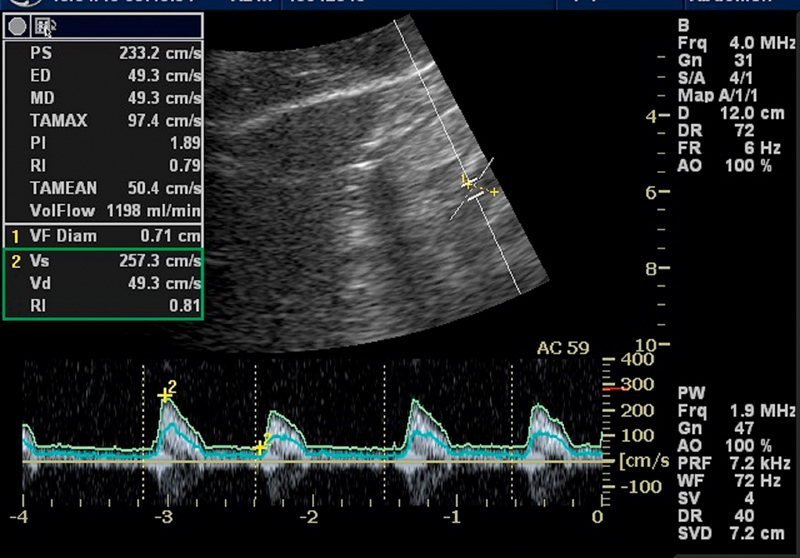 PS 233.2 cm/s
ED 49.3 cm/s
MD 49.3 cm/s
TAMAX 97.4 cm/s
PI 1.89
RI 0.79
TAMEAN 50.4 cm/s
VolFlow 1198 ml/min
1 VF Diam 0.71 cm
2 Vs 257.3 cm/s
Vd 49.3 cm/s
RI 0.81
B
Frq 4.0 MHz
Gn 31
S/A 4/1
Map A/1/1
D 12.0 cm
DR 72
FR 6 Hz
AO 100 %
4
6
8
10
1
AC 59
400
300
200
100
[cm/s
-100
2
2
-4 -3 -2 -1 0
PW
Frq 1.9 MHz
Gn 47
AO 100 %
PRF 7.2 kHz
WF 72 Hz
SV 4
DR 40
SVD 7.2 cm